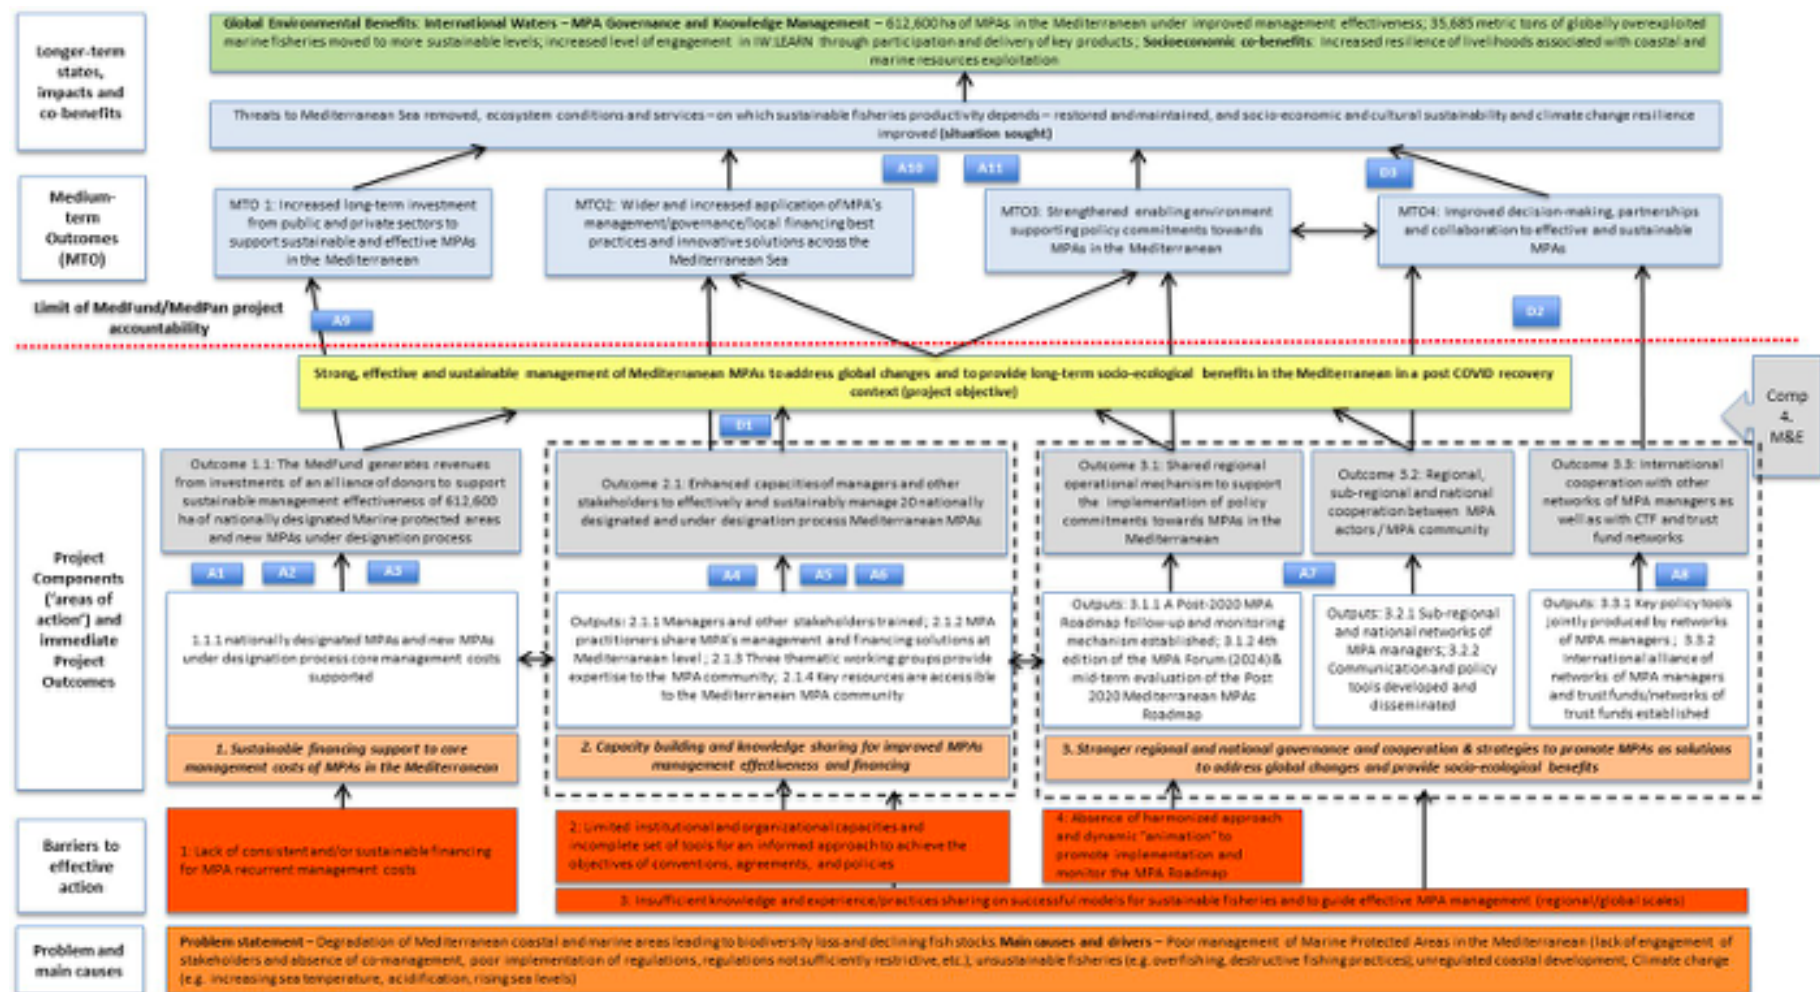 Longer-term
states,
impacts and
co-benefits
Global Environmental Benefits: International Waters – MPA Governance and Knowledge Management – 612,600 ha of MPAs in the Mediterranean under improved management effectiveness; 35,685 metric tons of globally overexploited
marine fisheries moved to more sustainable levels; increased level of engagement in IW:LEARN through participation and delivery of key products; Socioeconomic co-benefits: Increased resilience of livelihoods associated with coastal and
marine resources exploitation
Threats to Mediterranean Sea removed, ecosystem conditions and services – on which sustainable fisheries productivity depends – restored and maintained, and socio-economic and cultural sustainability and climate change resilience
improved (situation sought)
A10
A11
D3
Medium-
term
Outcomes
(MTO)
MTO 1: Increased long-term investment
from public and private sectors to
support sustainable and effective MPAs
in the Mediterranean
MTO2: Wider and increased application of MPA's
management/governance/local financing best
practices and innovative solutions across the
Mediterranean Sea
MTO3: Strengthened enabling environment
supporting policy commitments towards
MPAs in the Mediterranean
MTO4: Improved decision-making, partnerships
and collaboration to effective and sustainable
MPAs
Limit of MedFund/MedPan project
accountability
A9
D2
Strong, effective and sustainable management of Mediterranean MPAs to address global changes and to provide long-term socio-ecological benefits in the Mediterranean in a post COVID recovery
context (project objective)
Comp
4.
M&E
D1
Project
Components
('areas of
action') and
immediate
Project
Outcomes
Outcome 1.1: The MedFund generates revenues
from investments of an alliance of donors to support
sustainable management effectiveness of 612,600
ha of nationally designated Marine protected areas
and new MPAs under designation process
Outcome 2.1: Enhanced capacities of managers and other
stakeholders to effectively and sustainably manage 20 nationally
designated and under designation process Mediterranean MPAs
Outcome 3.1: Shared regional
operational mechanism to support
the implementation of policy
commitments towards MPAs in the
Mediterranean
Outcome 3.2: Regional,
sub-regional and national
cooperation between MPA
actors / MPA community
Outcome 3.3: International
cooperation with other
networks of MPA managers as
well as with CTF and trust
fund networks
A1
A2
A3
A4
A5
A6
A7
A8
1.1.1 nationally designated MPAs and new MPAs
under designation process core management costs
supported
Outputs: 2.1.1 Managers and other stakeholders trained; 2.1.2 MPA
practitioners share MPA's management and financing solutions at
Mediterranean level; 2.1.3 Three thematic working groups provide
expertise to the MPA community; 2.1.4 Key resources are accessible
to the Mediterranean MPA community
Outputs: 3.1.1 A Post-2020 MPA
Roadmap follow-up and monitoring
mechanism established; 3.1.2 4th
edition of the MPA Forum (2024) &
mid-term evaluation of the Post
2020 Mediterranean MPAs
Roadmap
Outputs: 3.2.1 Sub-regional
and national networks of
MPA managers; 3.2.2
Communication and policy
tools developed and
disseminated
Outputs: 3.3.1 Key policy tools
jointly produced by networks
of MPA managers; 3.3.2
International alliance of
networks of MPA managers
and trust funds/networks of
trust funds established
1. Sustainable financing support to core
management costs of MPAs in the Mediterranean
2. Capacity building and knowledge sharing for improved MPAs
management effectiveness and financing
3. Stronger regional and national governance and cooperation & strategies to promote MPAs as solutions
to address global changes and provide socio-ecological benefits
Barriers to
effective
action
1: Lack of consistent and/or sustainable financing
for MPA recurrent management costs
2: Limited institutional and organizational capacities and
incomplete set of tools for an informed approach to achieve the
objectives of conventions, agreements, and policies
4: Absence of harmonized approach
and dynamic "animation" to
promote implementation and
monitor the MPA Roadmap
3: Insufficient knowledge and experience/practices sharing on successful models for sustainable fisheries and to guide effective MPA management (regional/global scales)
Problem and
main causes
Problem statement – Degradation of Mediterranean coastal and marine areas leading to biodiversity loss and declining fish stocks. Main causes and drivers – Poor management of Marine Protected Areas in the Mediterranean (lack of engagement of
stakeholders and absence of co-management, poor implementation of regulations, regulations not sufficiently restrictive, etc.), unsustainable fisheries (e.g. overfishing, destructive fishing practices), unregulated coastal development; Climate change
(e.g. increasing sea temperature, acidification, rising sea levels)